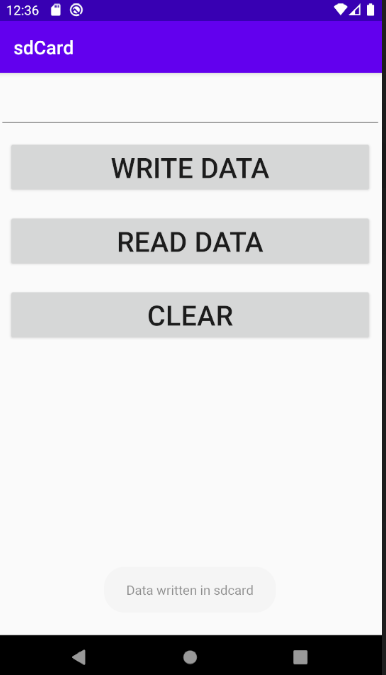 12:36
sdCard
WRITE DATA
READ DATA
CLEAR
Data written in sdcard